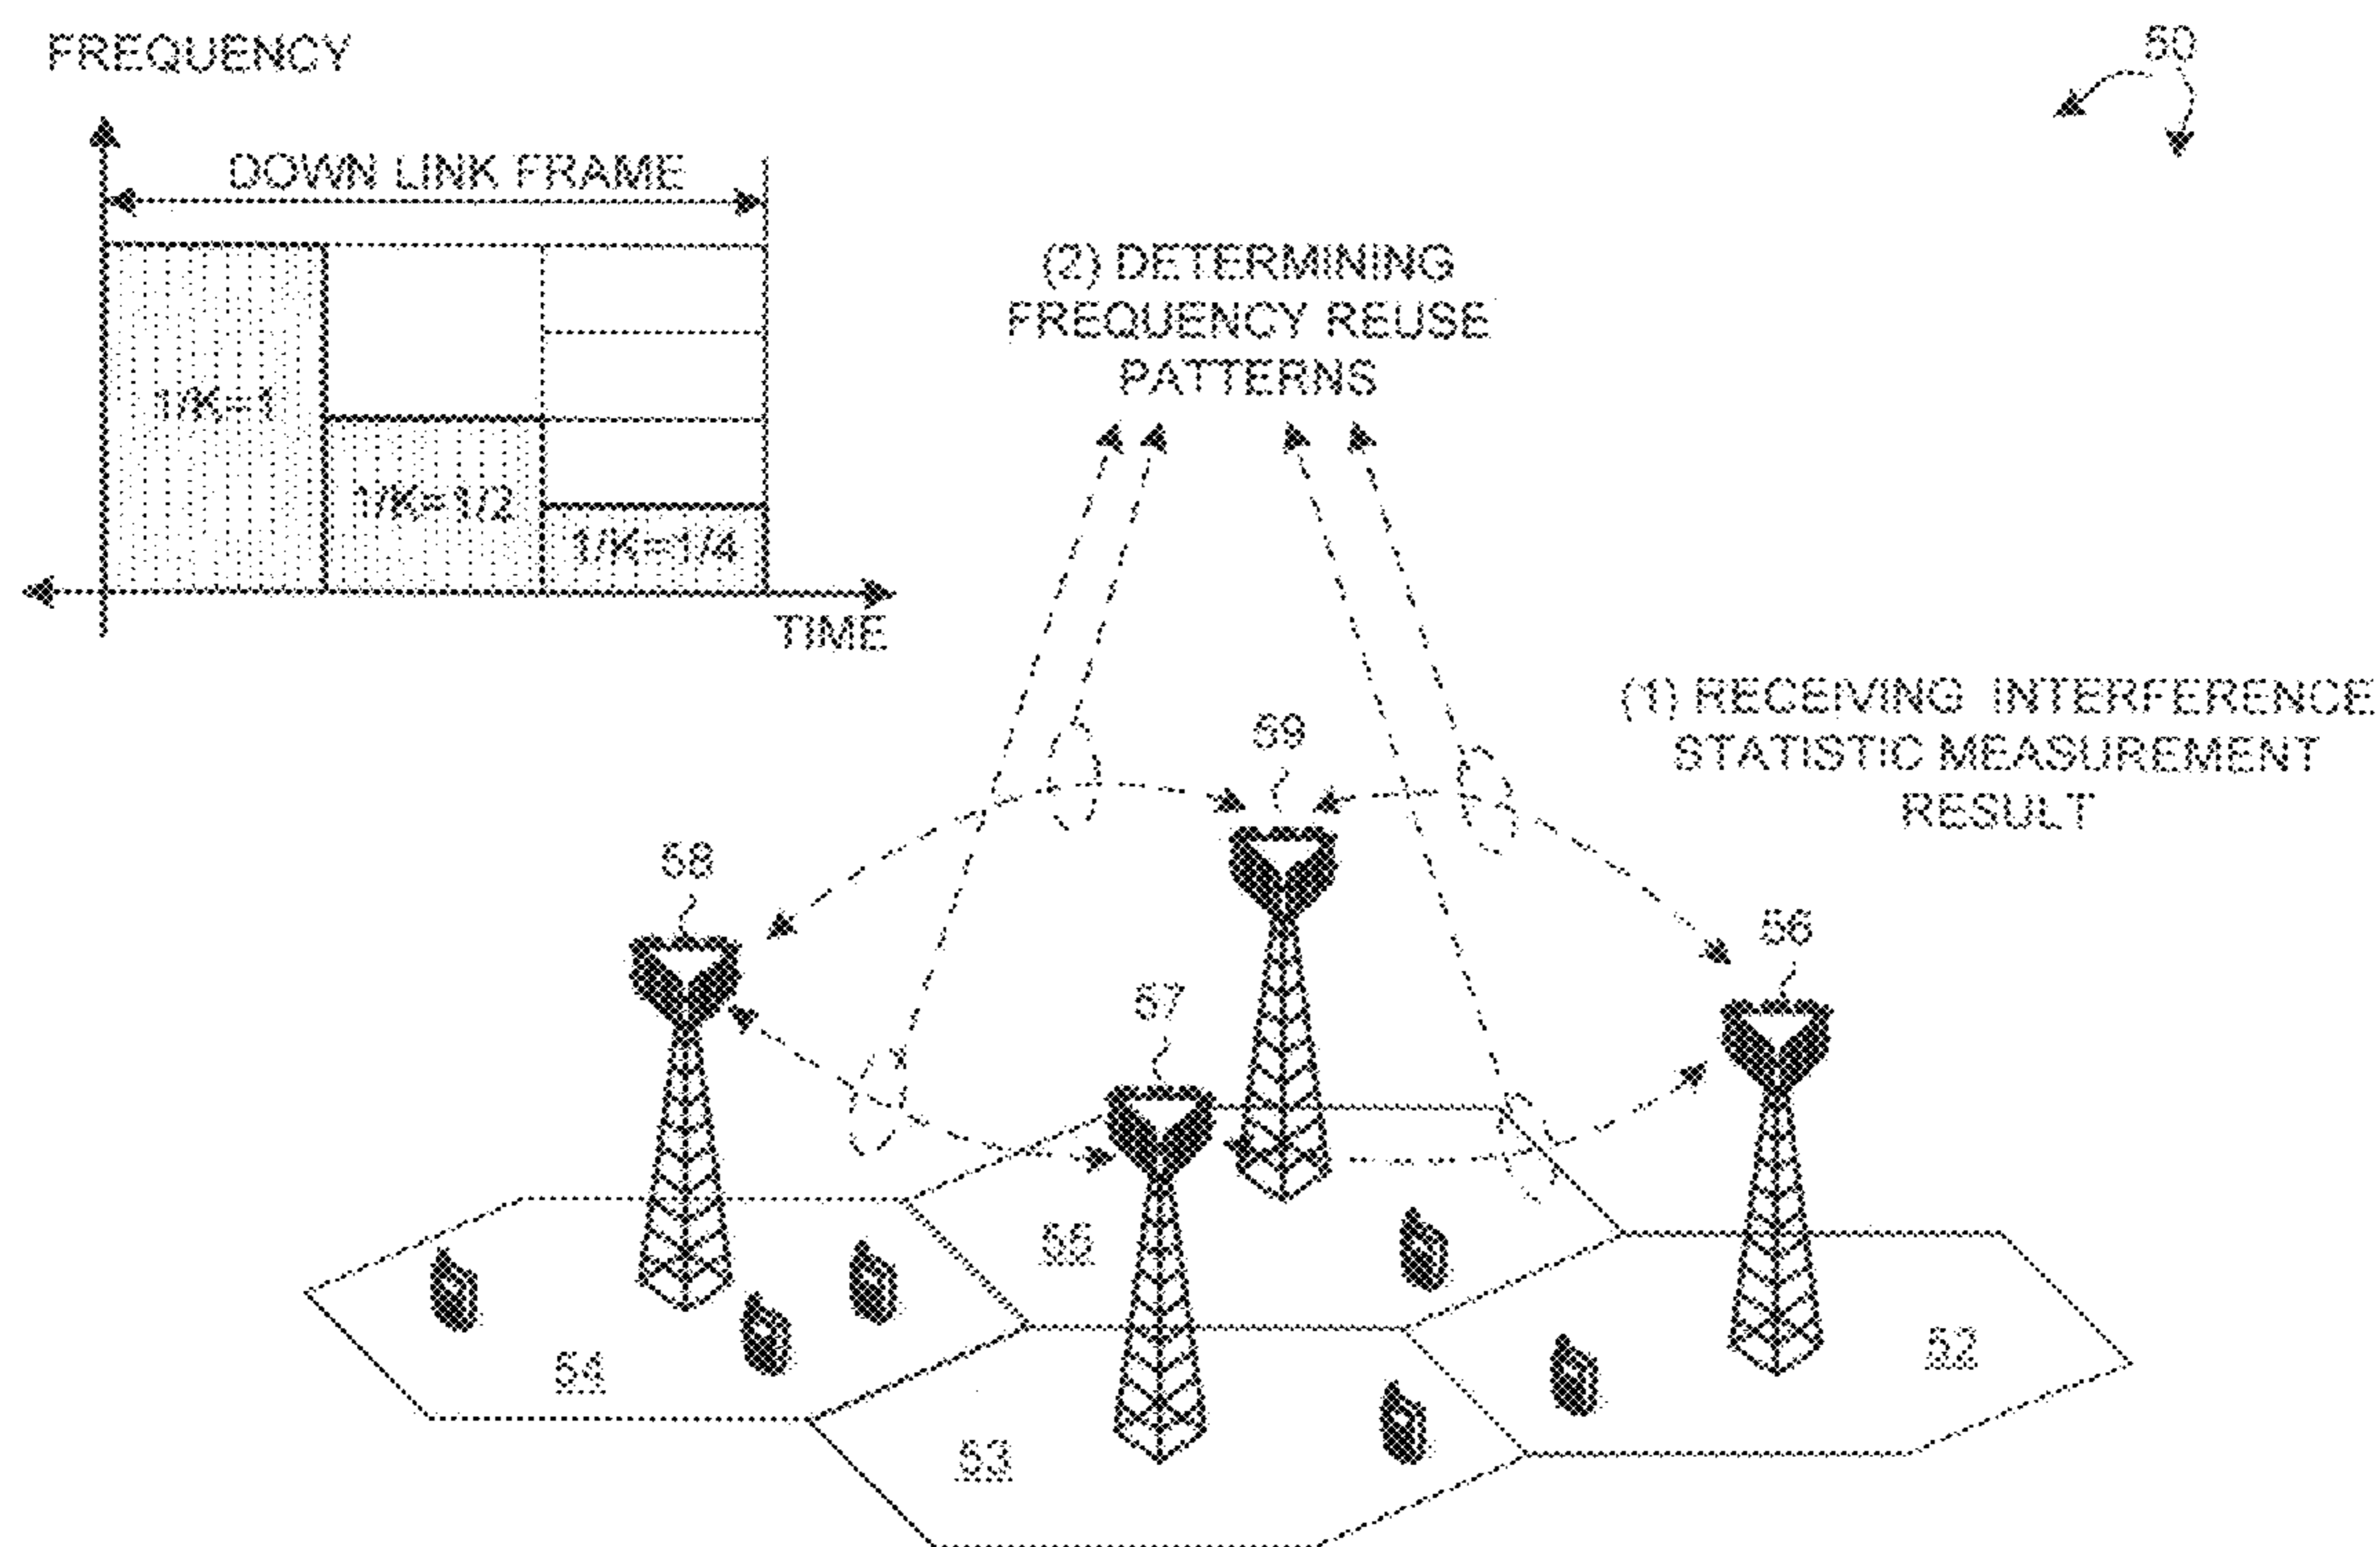 FREQUENCY
50
DOWN LINK FRAME
(2) DETERMINING
FREQUENCY REUSE
PATTERNS
1/K=1
1/K=1/2
1/K=1/4
TIME
(1) RECEIVING INTERFERENCE
STATISTIC MEASUREMENT
RESULT
59
58
56
57
55
52
54
53